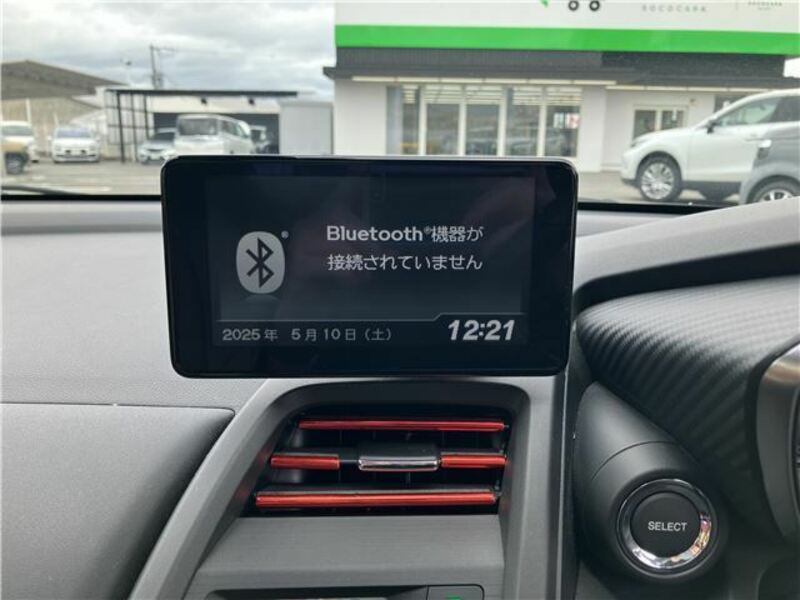 SOCOCARA
Bluetooth®機器が
接続されていません
2025年 5月10日（土） 12:21
SELECT